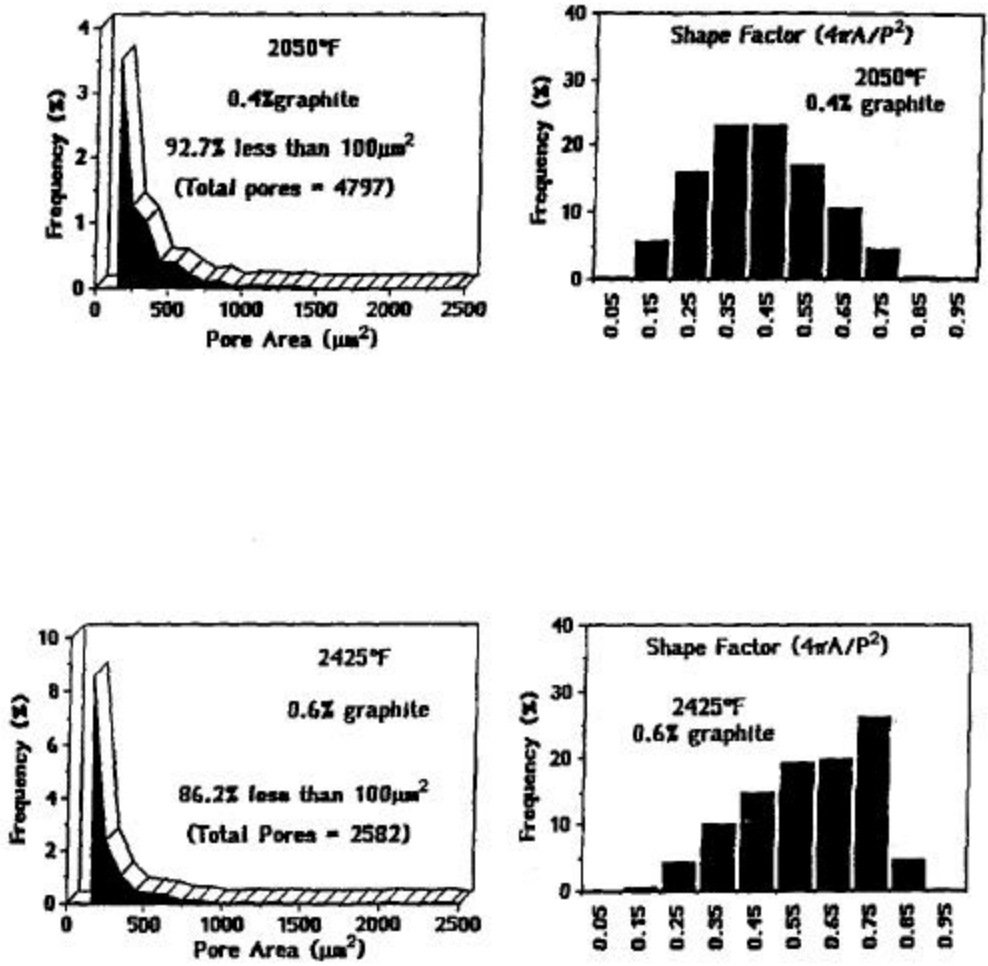 4
3
2
1
0
Frequency (%)
2050°F
0.4%graphite
92.7% less than 100μm²
(Total pores = 4797)
0 500 1000 1500 2000 2500
Pore Area (μm²)
40
30
20
10
0
Frequency (%)
Shape Factor (4πA/P²)
2050°F
0.4% graphite
0.05 0.15 0.25 0.35 0.45 0.55 0.65 0.75 0.85 0.95
10
8
6
4
2
0
Frequency (%)
2425°F
0.6% graphite
86.2% less than 100μm²
(Total Pores = 2582)
0 500 1000 1500 2000 2500
Pore Area (μm²)
40
30
20
10
0
Frequency (%)
Shape Factor (4πA/P²)
2425°F
0.6% graphite
0.05 0.15 0.25 0.35 0.45 0.55 0.65 0.75 0.85 0.95